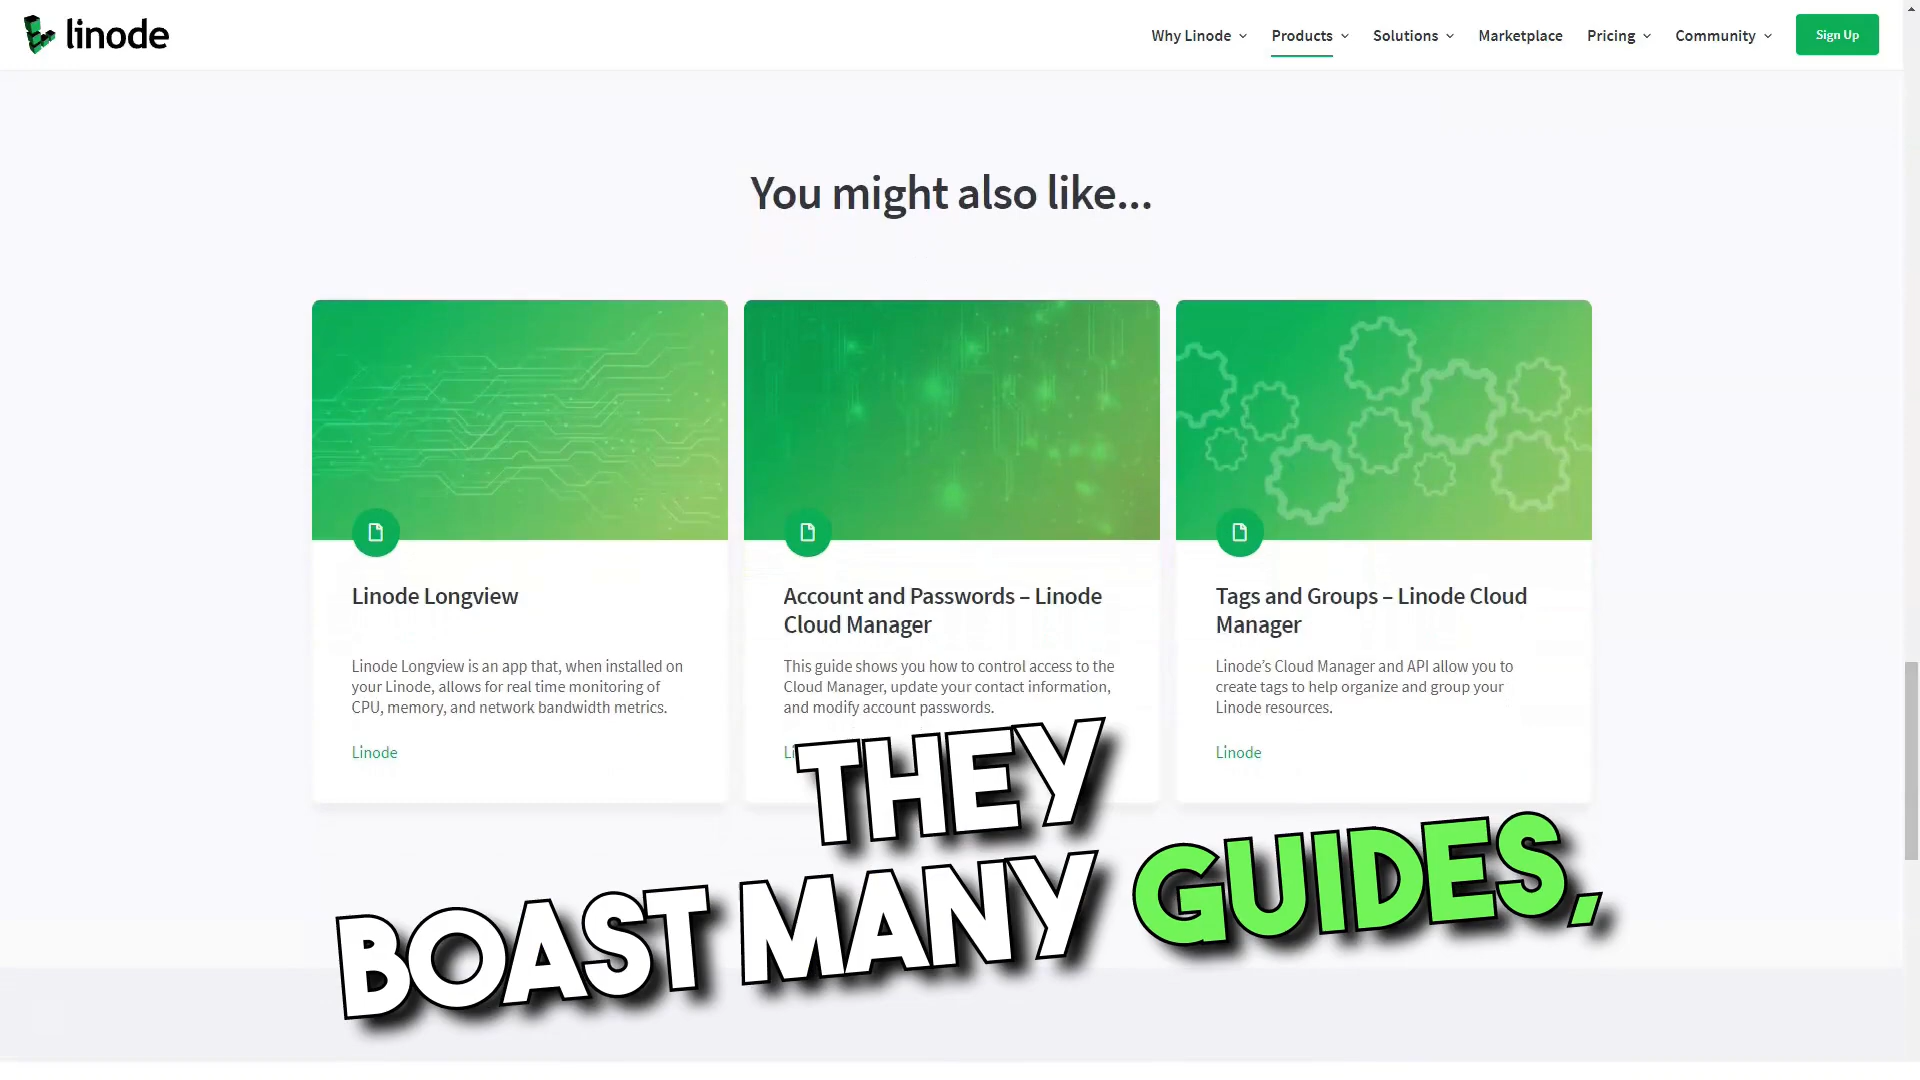 linode
Why Linode
Products
Solutions
Marketplace
Pricing
Community
Sign Up
You might also like...
Linode Longview
Linode Longview is an app that, when installed on
your Linode, allows for real time monitoring of
CPU, memory, and network bandwidth metrics.
Linode
Account and Passwords – Linode
Cloud Manager
This guide shows you how to control access to the
Cloud Manager, update your contact information,
and modify account passwords.
Tags and Groups – Linode Cloud
Manager
Linode’s Cloud Manager and API allow you to
create tags to help organize and group your
Linode resources.
Linode
THEY
BOAST MANY GUIDES,